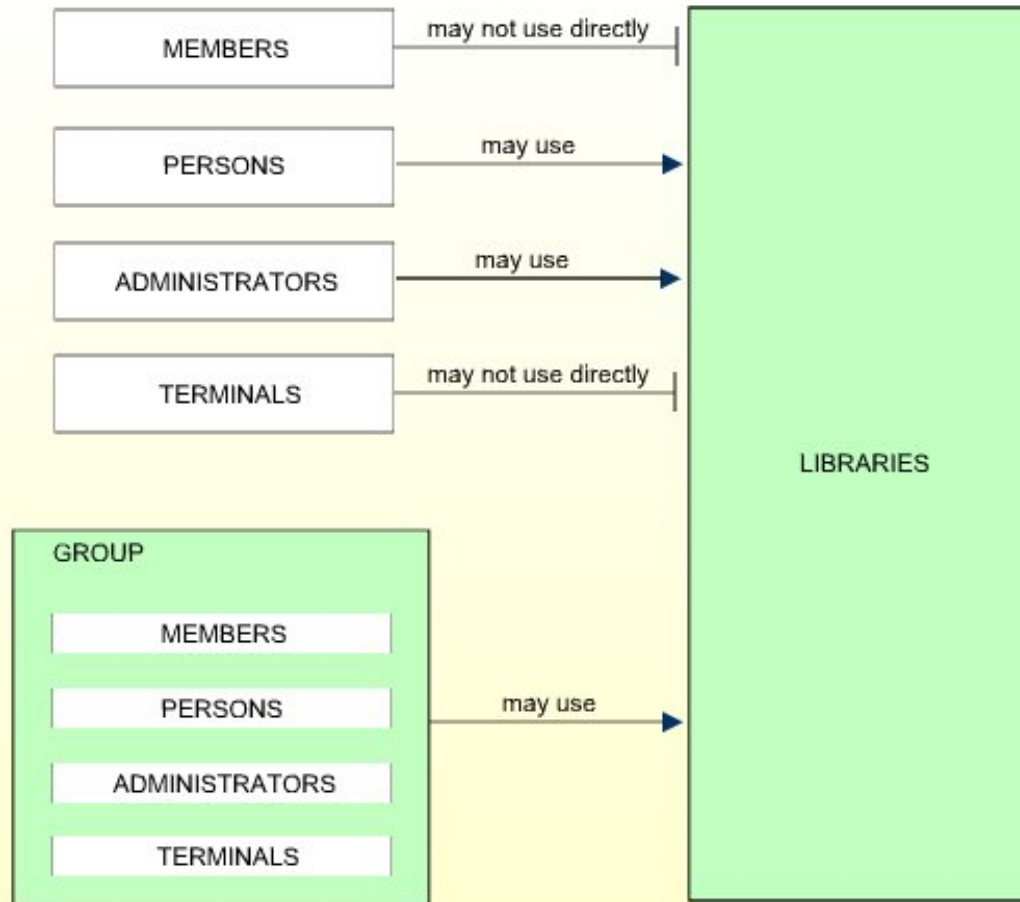 MEMBERS
may not use directly
PERSONS
may use
ADMINISTRATORS
may use
TERMINALS
may not use directly
LIBRARIES
GROUP
MEMBERS
PERSONS
may use
ADMINISTRATORS
TERMINALS